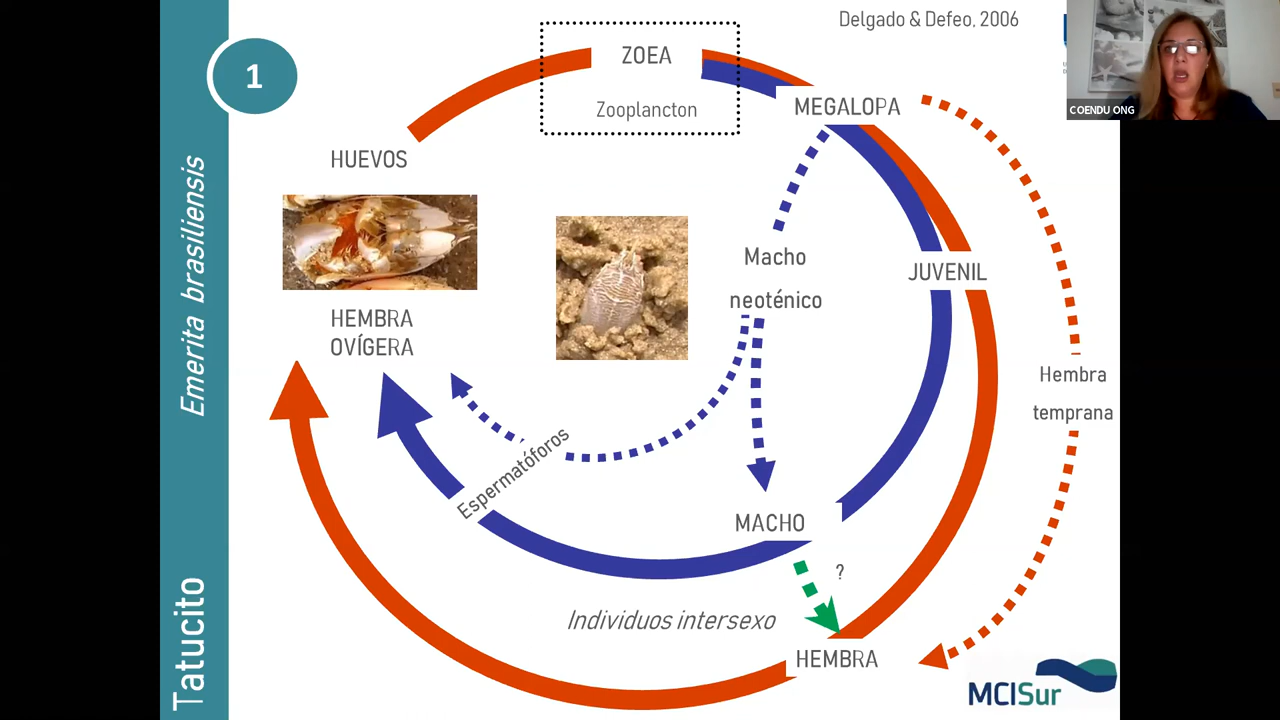 Delgado & Defeo, 2006
COENDU ONG
1
ZOEA
Zooplancton
MEGALOPA
HUEVOS
Macho
neoténico
JUVENIL
HEMBRA
OVÍGERA
Hembra
temprana
Espermatóforos
MACHO
?
Individuos intersexo
HEMBRA
MCISur
Emerita brasiliensis
Tatucito